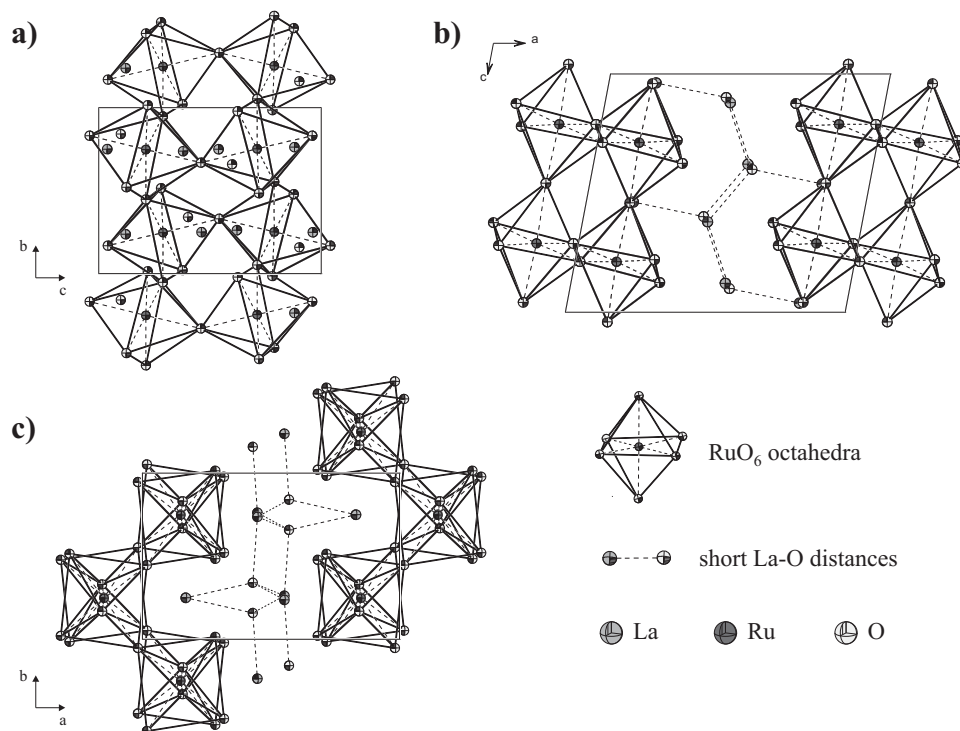 a)
b
c
b)
a
c
c)
b
a
RuO6 octahedra
short La-O distances
La
Ru
O